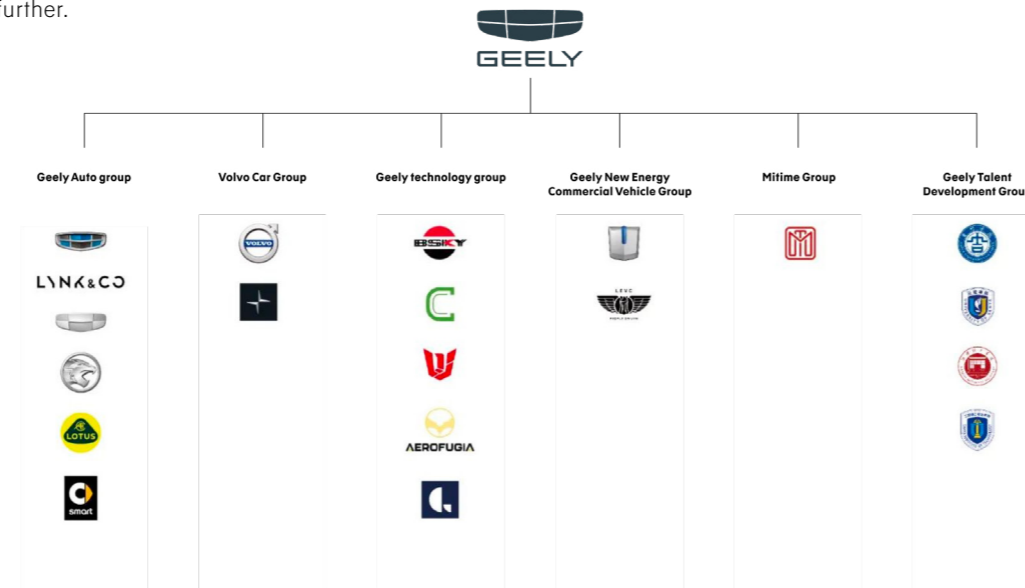 further.
GEELY
Geely Auto group
Volvo Car Group
Geely technology group
Geely New Energy
Commercial Vehicle Group
Mitime Group
Geely Talent
Development Grou
VOLVO
LYNK&CO
LOTUS
smart
AEROFUGIA
LEVC